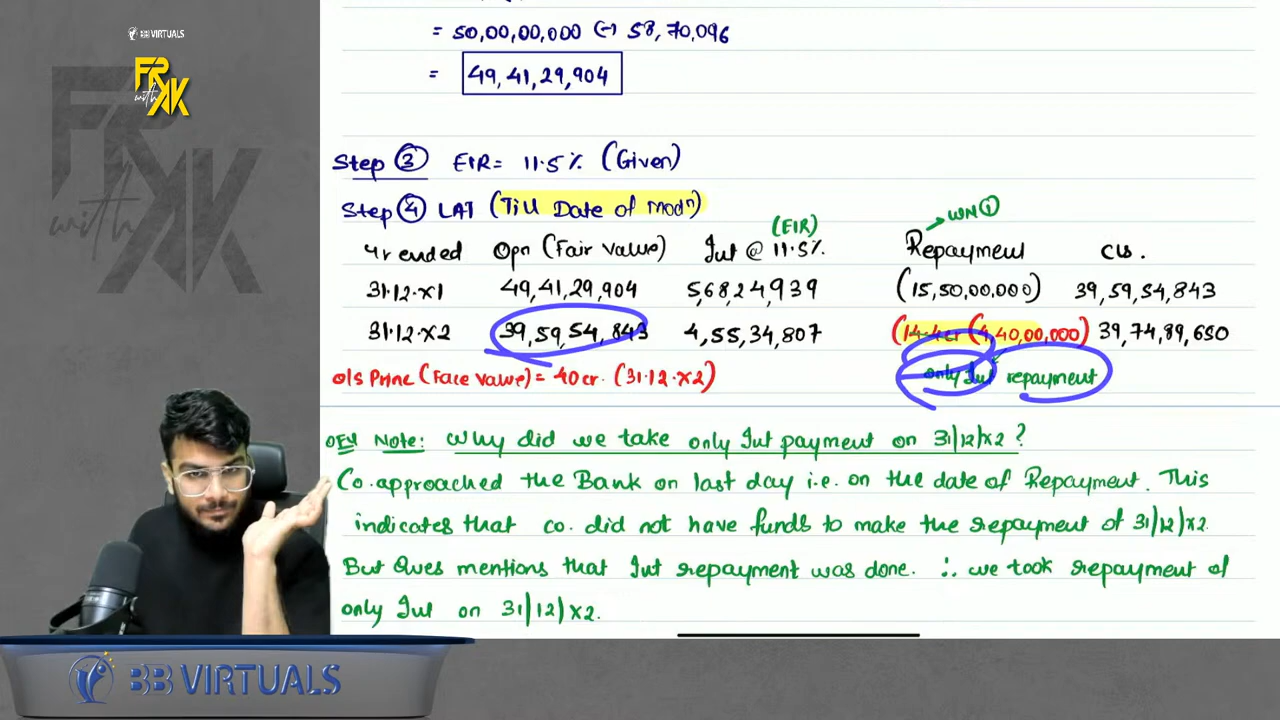 BB VIRTUALS
FR
with
AK
= 50,00,00,000 (-) 58,70,096
= 49,41,29,904
Step ③ EIR = 11.5% (Given)
Step ④ LAT (Till Date of Modⁿ)
(EIR) → WN ①
Yr ended Opn (Fair Value) Int @ 11.5% Repayment Cls.
31.12.X1 49,41,29,904 5,68,24,939 (15,50,00,000) 39,59,54,843
31.12.X2 39,59,54,843 4,55,34,807 (14.4 cr (4,40,00,000) 39,74,89,650
O/s Princ (Face Value) = 40 cr. (31.12.X2) only Int repayment
Note: Why did we take only Int payment on 31/12/X2?
Co. approached the Bank on last day i.e. on the date of Repayment. This
indicates that co. did not have funds to make the repayment of 31/12/X2.
But Ques mentions that Int repayment was done. ∴ we took repayment of
only Int on 31/12/X2.
BB VIRTUALS